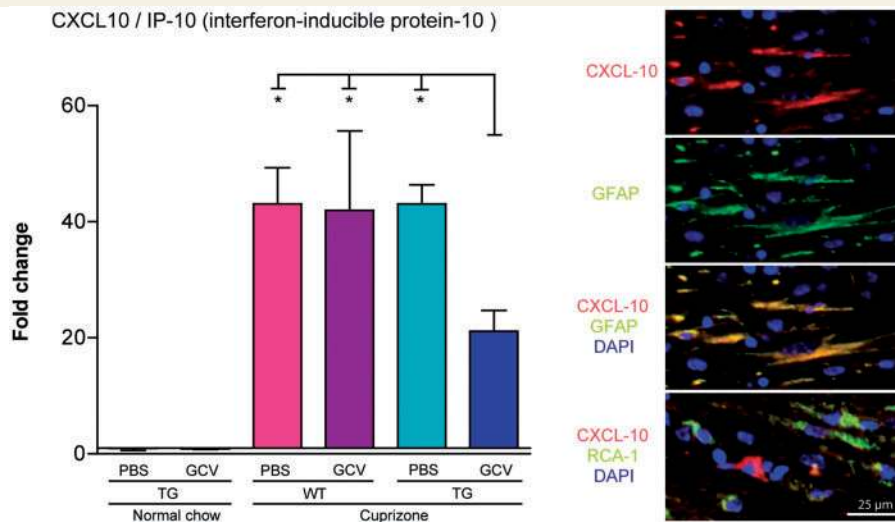 CXCL10 / IP-10 (interferon-inducible protein-10 )
Fold change
60
40
20
0
* * *
PBS GCV PBS GCV PBS GCV
TG WT TG
Normal chow Cuprizone
CXCL-10
GFAP
CXCL-10
GFAP
DAPI
CXCL-10
RCA-1
DAPI
25 µm